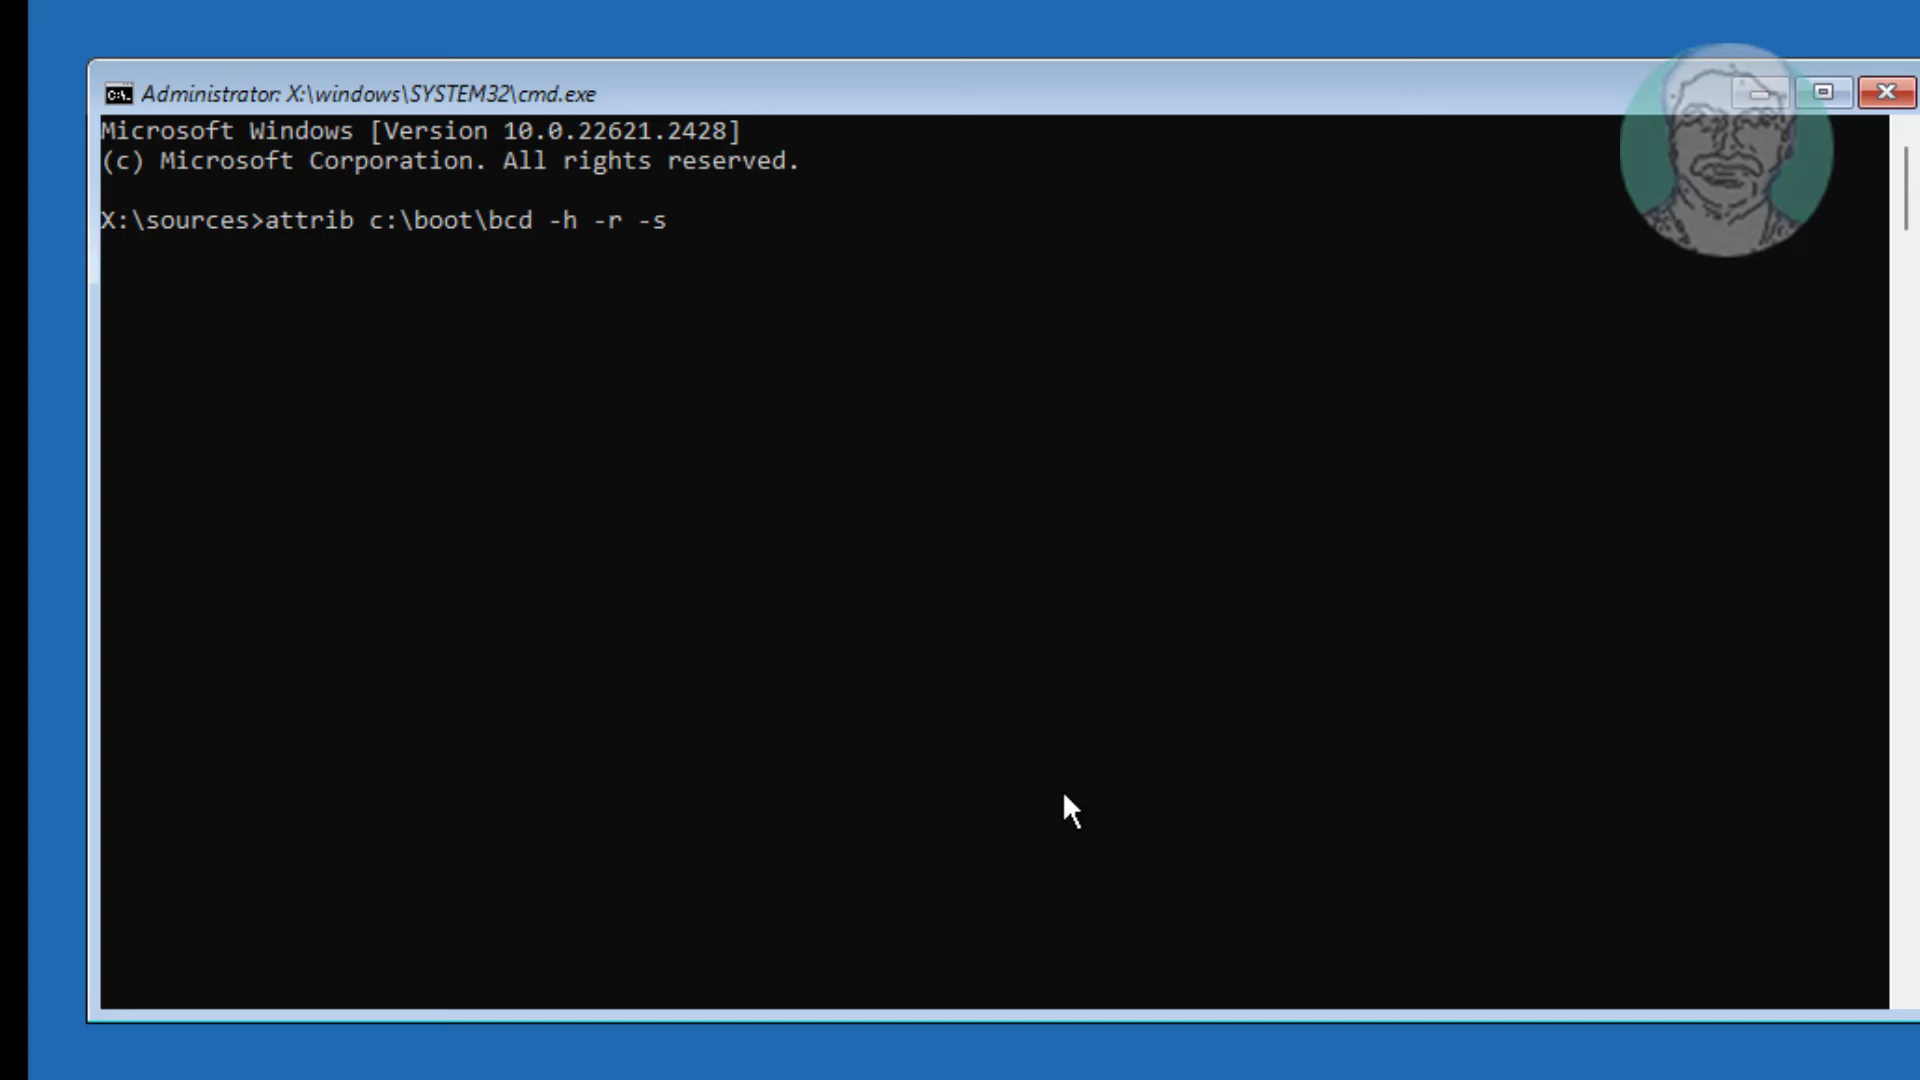 Administrator: X:\windows\SYSTEM32\cmd.exe
Microsoft Windows [Version 10.0.22621.2428]
(c) Microsoft Corporation. All rights reserved.
X:\sources>attrib c:\boot\bcd -h -r -s